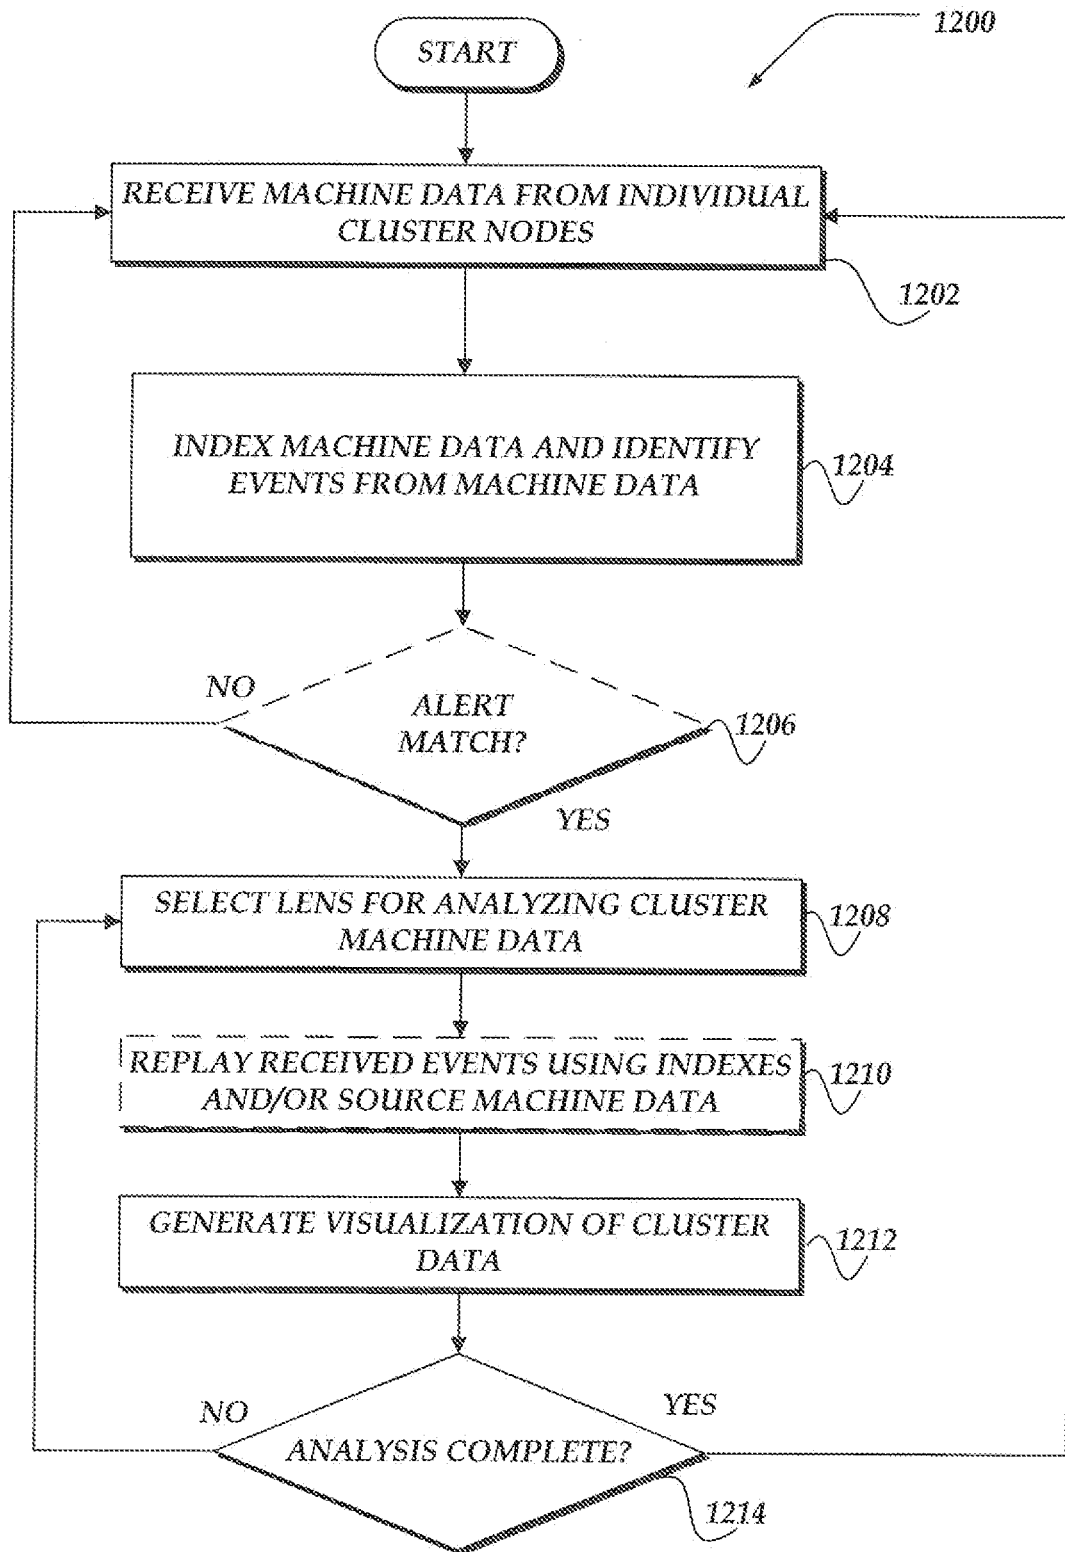 1200
START
RECEIVE MACHINE DATA FROM INDIVIDUAL
CLUSTER NODES
1202
INDEX MACHINE DATA AND IDENTIFY
EVENTS FROM MACHINE DATA
1204
NO
ALERT
MATCH?
1206
YES
SELECT LENS FOR ANALYZING CLUSTER
MACHINE DATA
1208
REPLAY RECEIVED EVENTS USING INDEXES
AND/OR SOURCE MACHINE DATA
1210
GENERATE VISUALIZATION OF CLUSTER
DATA
1212
NO
YES
ANALYSIS COMPLETE?
1214